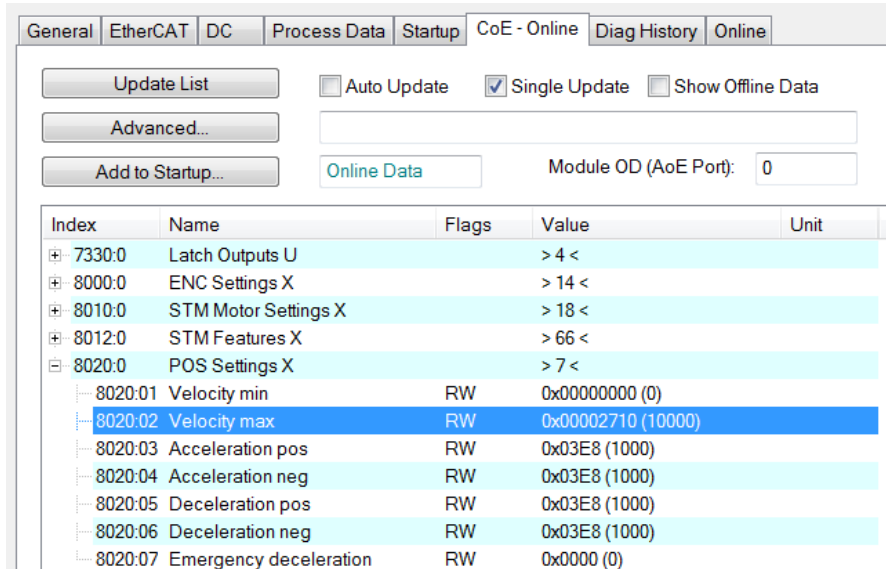 General EtherCAT DC Process Data Startup CoE - Online Diag History Online
Update List Auto Update Single Update Show Offline Data
Advanced...
Add to Startup... Online Data Module OD (AoE Port): 0
Index Name Flags Value Unit
7330:0 Latch Outputs U > 4 <
8000:0 ENC Settings X > 14 <
8010:0 STM Motor Settings X > 18 <
8012:0 STM Features X > 66 <
8020:0 POS Settings X > 7 <
8020:01 Velocity min RW 0x00000000 (0)
8020:02 Velocity max RW 0x00002710 (10000)
8020:03 Acceleration pos RW 0x03E8 (1000)
8020:04 Acceleration neg RW 0x03E8 (1000)
8020:05 Deceleration pos RW 0x03E8 (1000)
8020:06 Deceleration neg RW 0x03E8 (1000)
8020:07 Emergency deceleration RW 0x0000 (0)